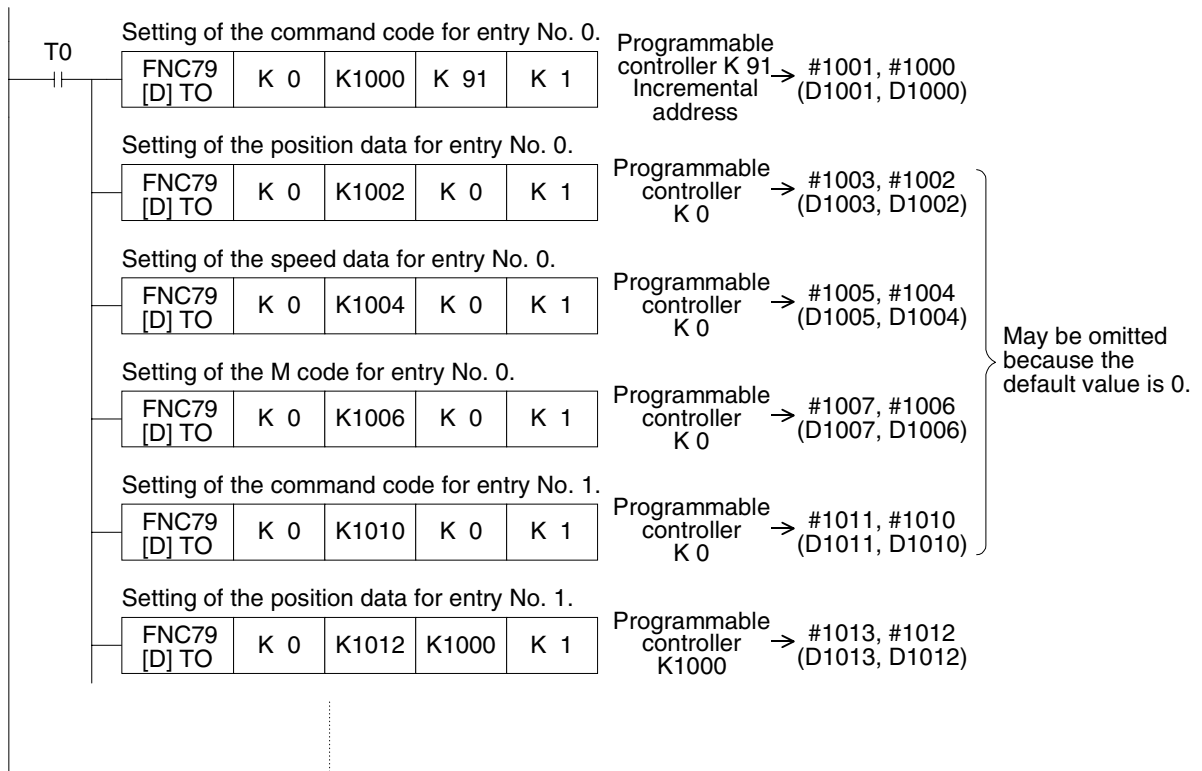 T0
Setting of the command code for entry No. 0.
FNC79 [D] TO K 0 K1000 K 91 K 1
Programmable controller K 91 Incremental address → #1001, #1000 (D1001, D1000)
Setting of the position data for entry No. 0.
FNC79 [D] TO K 0 K1002 K 0 K 1
Programmable controller K 0 → #1003, #1002 (D1003, D1002)
Setting of the speed data for entry No. 0.
FNC79 [D] TO K 0 K1004 K 0 K 1
Programmable controller K 0 → #1005, #1004 (D1005, D1004)
Setting of the M code for entry No. 0.
FNC79 [D] TO K 0 K1006 K 0 K 1
Programmable controller K 0 → #1007, #1006 (D1007, D1006)
Setting of the command code for entry No. 1.
FNC79 [D] TO K 0 K1010 K 0 K 1
Programmable controller K 0 → #1011, #1010 (D1011, D1010)
May be omitted
because the
default value is 0.
Setting of the position data for entry No. 1.
FNC79 [D] TO K 0 K1012 K1000 K 1
Programmable controller K1000 → #1013, #1012 (D1013, D1012)